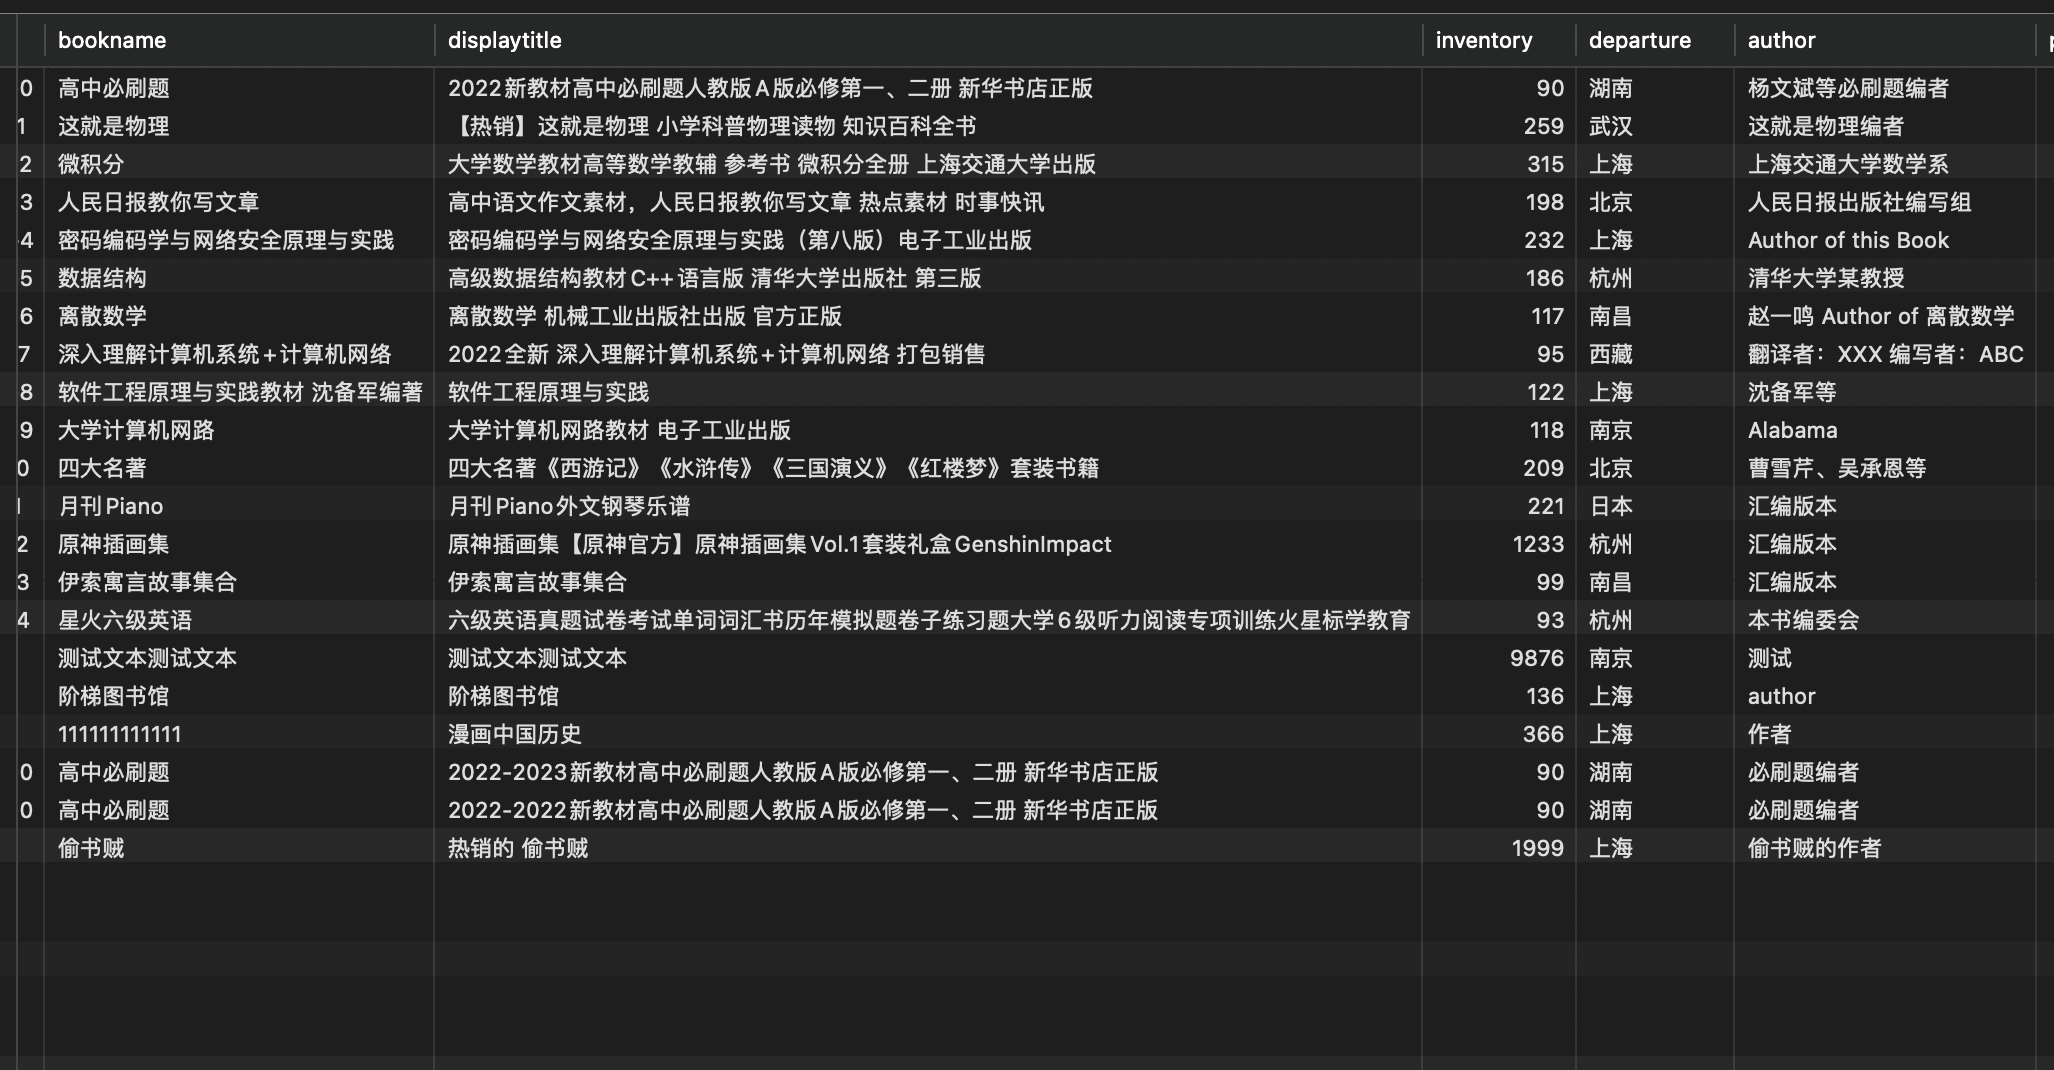 bookname displaytitle inventory departure author
0 高中必刷题 2022新教材高中必刷题人教版A版必修第一、二册 新华书店正版 90 湖南 杨文斌等必刷题编者
1 这就是物理 【热销】这就是物理 小学科普物理读物 知识百科全书 259 武汉 这就是物理编者
2 微积分 大学数学教材高等数学教辅 参考书 微积分全册 上海交通大学出版 315 上海 上海交通大学数学系
3 人民日报教你写文章 高中语文作文素材，人民日报教你写文章 热点素材 时事快讯 198 北京 人民日报出版社编写组
4 密码编码学与网络安全原理与实践 密码编码学与网络安全原理与实践（第八版）电子工业出版 232 上海 Author of this Book
5 数据结构 高级数据结构教材C++语言版 清华大学出版社 第三版 186 杭州 清华大学某教授
6 离散数学 离散数学 机械工业出版社出版 官方正版 117 南昌 赵一鸣 Author of 离散数学
7 深入理解计算机系统+计算机网络 2022全新 深入理解计算机系统+计算机网络 打包销售 95 西藏 翻译者：XXX 编写者：ABC
8 软件工程原理与实践教材 沈备军编著 软件工程原理与实践 122 上海 沈备军等
9 大学计算机网路 大学计算机网路教材 电子工业出版 118 南京 Alabama
0 四大名著 四大名著《西游记》《水浒传》《三国演义》《红楼梦》套装书籍 209 北京 曹雪芹、吴承恩等
1 月刊Piano 月刊Piano外文钢琴乐谱 221 日本 汇编版本
2 原神插画集 原神插画集【原神官方】原神插画集Vol.1套装礼盒GenshinImpact 1233 杭州 汇编版本
3 伊索寓言故事集合 伊索寓言故事集合 99 南昌 汇编版本
4 星火六级英语 六级英语真题试卷考试单词词汇书历年模拟题卷子练习题大学6级听力阅读专项训练火星标学教育 93 杭州 本书编委会
测试文本测试文本 测试文本测试文本 9876 南京 测试
阶梯图书馆 阶梯图书馆 136 上海 author
111111111111 漫画中国历史 366 上海 作者
0 高中必刷题 2022-2023新教材高中必刷题人教版A版必修第一、二册 新华书店正版 90 湖南 必刷题编者
0 高中必刷题 2022-2022新教材高中必刷题人教版A版必修第一、二册 新华书店正版 90 湖南 必刷题编者
偷书贼 热销的 偷书贼 1999 上海 偷书贼的作者